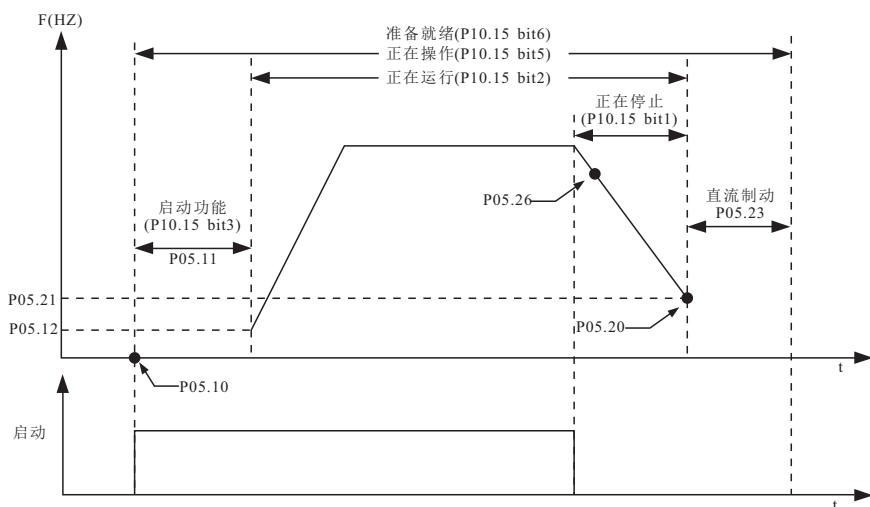 F(HZ)
准备就绪(P10.15 bit6)
正在操作(P10.15 bit5)
正在运行(P10.15 bit2)
正在停止
(P10.15 bit1)
P05.26
直流制动
P05.23
启动功能
(P10.15 bit3)
P05.11
P05.21
P05.12
P05.20
P05.10
t
启动
t